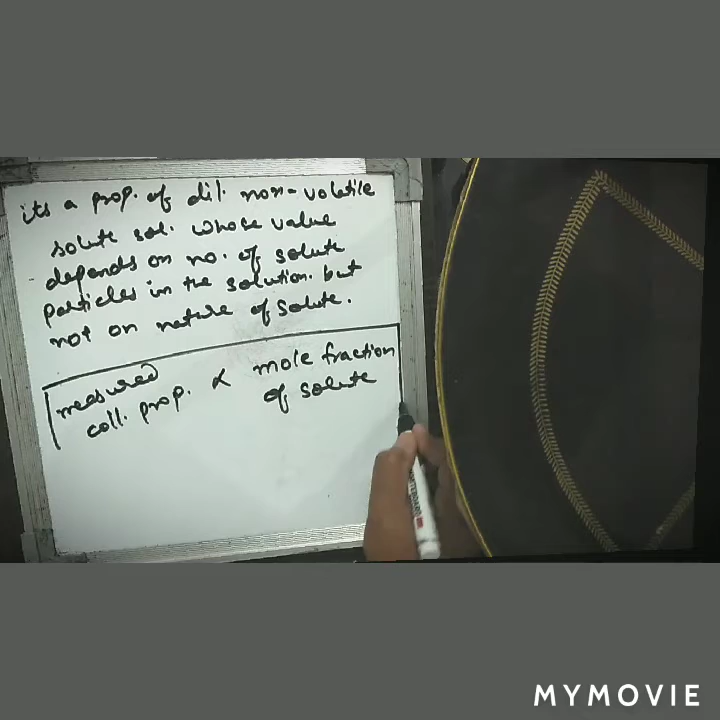 its a prop. of dil. non-volatile
solute sol. whose value
depends on no. of solute
particles in the solution. but
not on nature of solute.
measured
coll. prop. ∝ mole fraction
of solute
MYMOVIE